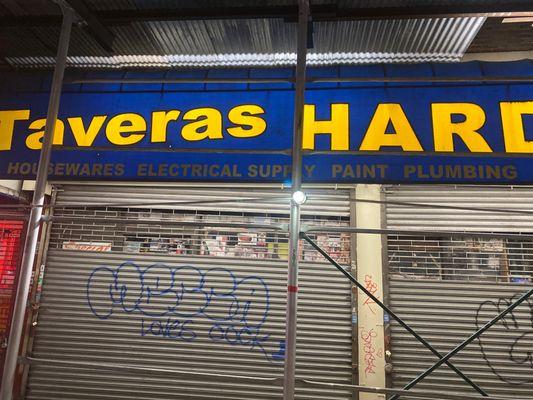 Taveras HARD
HOUSEWARES ELECTRICAL SUPPLY PAINT PLUMBING
Loves COCK